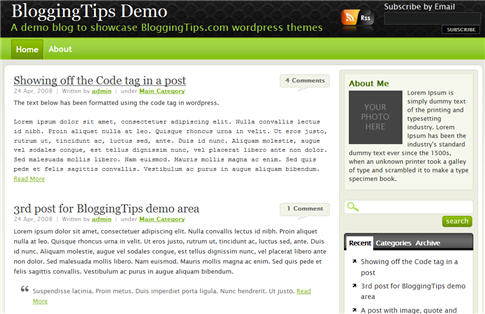 BloggingTips Demo
A demo blog to showcase BloggingTips.com wordpress themes
Rss
Subscribe by Email
SUBSCRIBE
Home
About
Showing off the Code tag in a post
4 Comments
24 Apr, 2008 | Written by admin | under Main Category
The text below has been formatted using the code tag in wordpress.
Lorem ipsum dolor sit amet, consectetuer adipiscing elit. Nulla convallis lectus
id nibh. Proin aliquet nulla at leo. Quisque rhoncus urna in velit. Ut eros justo,
rutrum ut, tincidunt ac, luctus sed, ante. Duis id nunc. Aliquam molestie, augue
vel sodales congue, est tellus dignissim nunc, vel placerat libero ante non dolor.
Sed malesuada mollis libero. Nam euismod. Mauris mollis magna ac enim. Sed quis
pede et felis sagittis convallis. Vestibulum ac purus in augue aliquam bibendum.
Read More
3rd post for BloggingTips demo area
1 Comment
24 Apr, 2008 | Written by admin | under Main Category
Lorem ipsum dolor sit amet, consectetuer adipiscing elit. Nulla convallis lectus id nibh. Proin aliquet
nulla at leo. Quisque rhoncus urna in velit. Ut eros justo, rutrum ut, tincidunt ac, luctus sed, ante. Duis
id nunc. Aliquam molestie, augue vel sodales congue, est tellus dignissim nunc, vel placerat libero ante
non dolor. Sed malesuada mollis libero. Nam euismod. Mauris mollis magna ac enim. Sed quis pede et
felis sagittis convallis. Vestibulum ac purus in augue aliquam bibendum.
Suspendisse lacinia. Proin metus. Duis imperdiet porta ligula. Nunc hendrerit. Ut justo. Read
More
About Me
YOUR
PHOTO
HERE
Lorem Ipsum is
simply dummy text
of the printing and
typesetting
industry. Lorem
Ipsum has been the
industry's standard
dummy text ever since the 1500s,
when an unknown printer took a galley
of type and scrambled it to make a type
specimen book.
search
Recent Categories Archive
Showing off the Code tag in a
post
3rd post for BloggingTips demo
area
A post with image, quote and